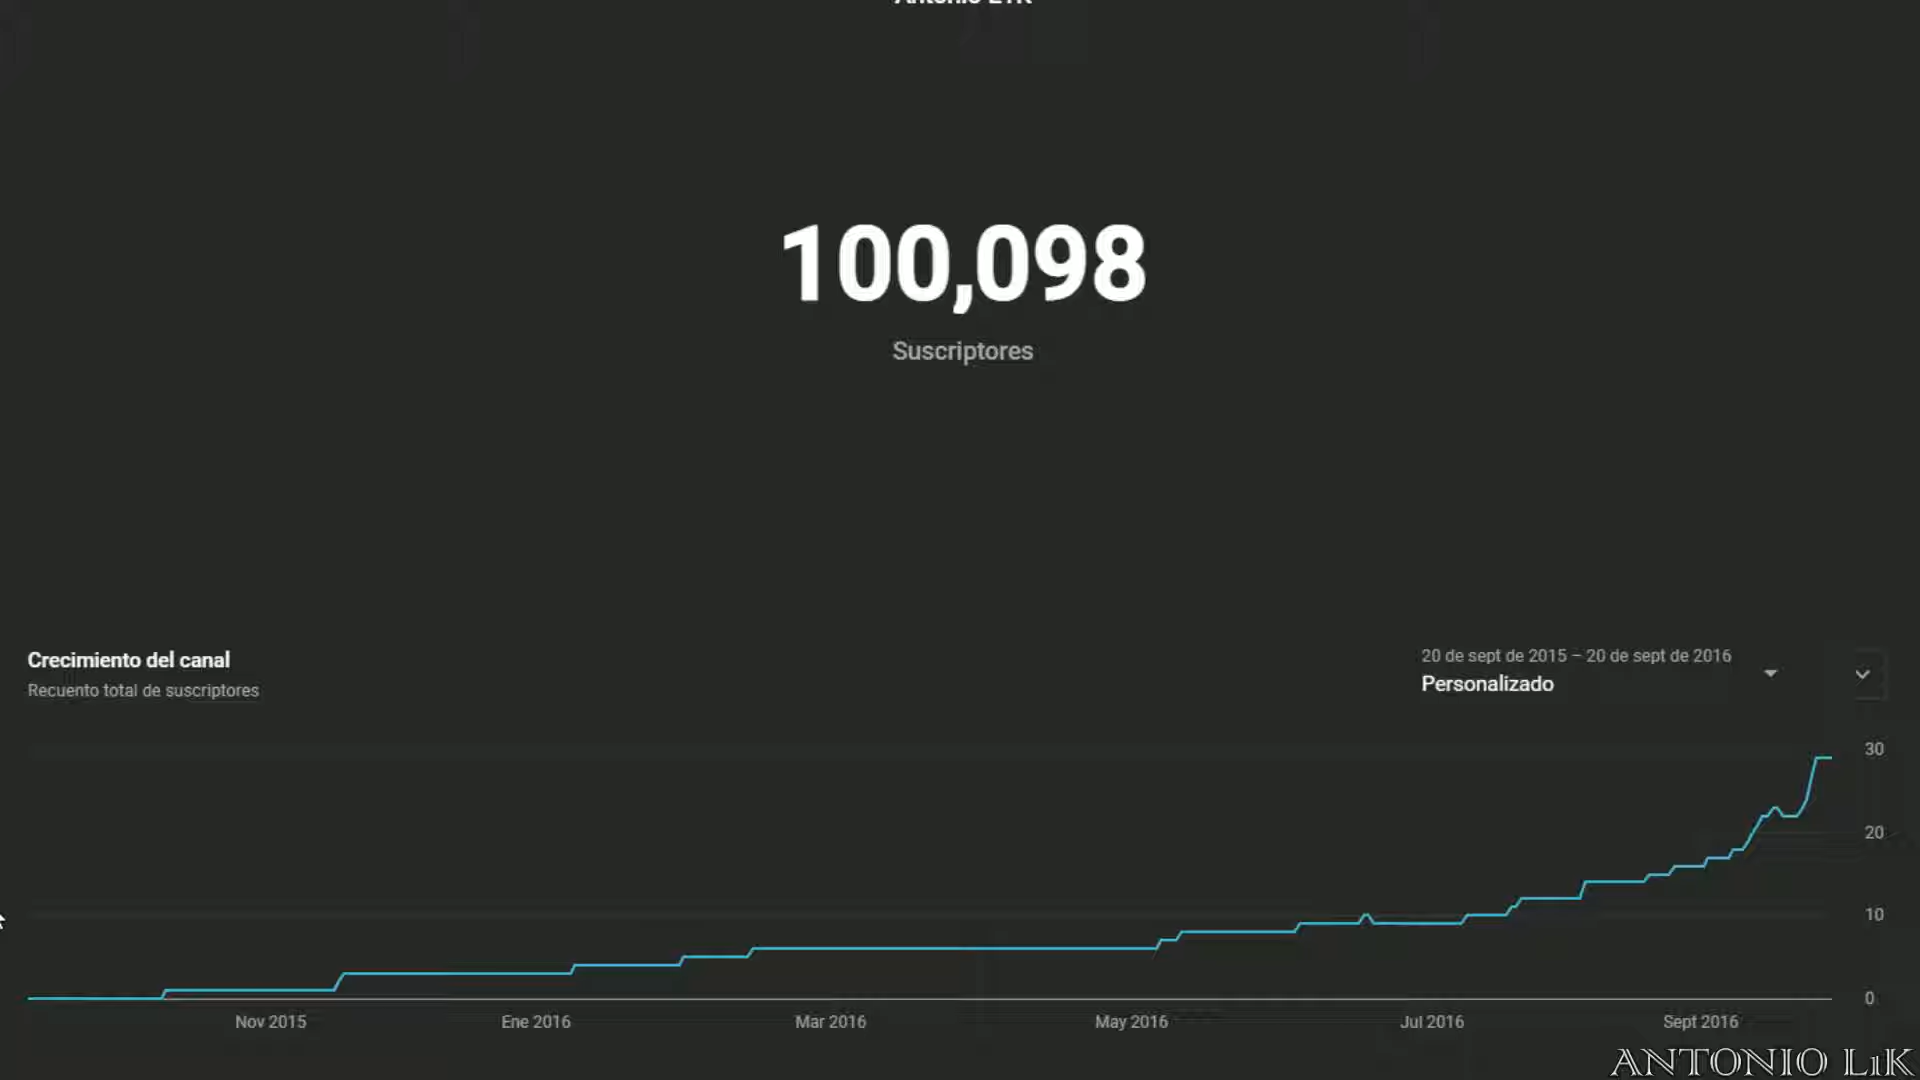 100,098
Suscriptores
Crecimiento del canal
Recuento total de suscriptores
20 de sept de 2015 – 20 de sept de 2016
Personalizado
30
20
10
0
Nov 2015 Ene 2016 Mar 2016 May 2016 Jul 2016 Sept 2016
ANTONIO L1K